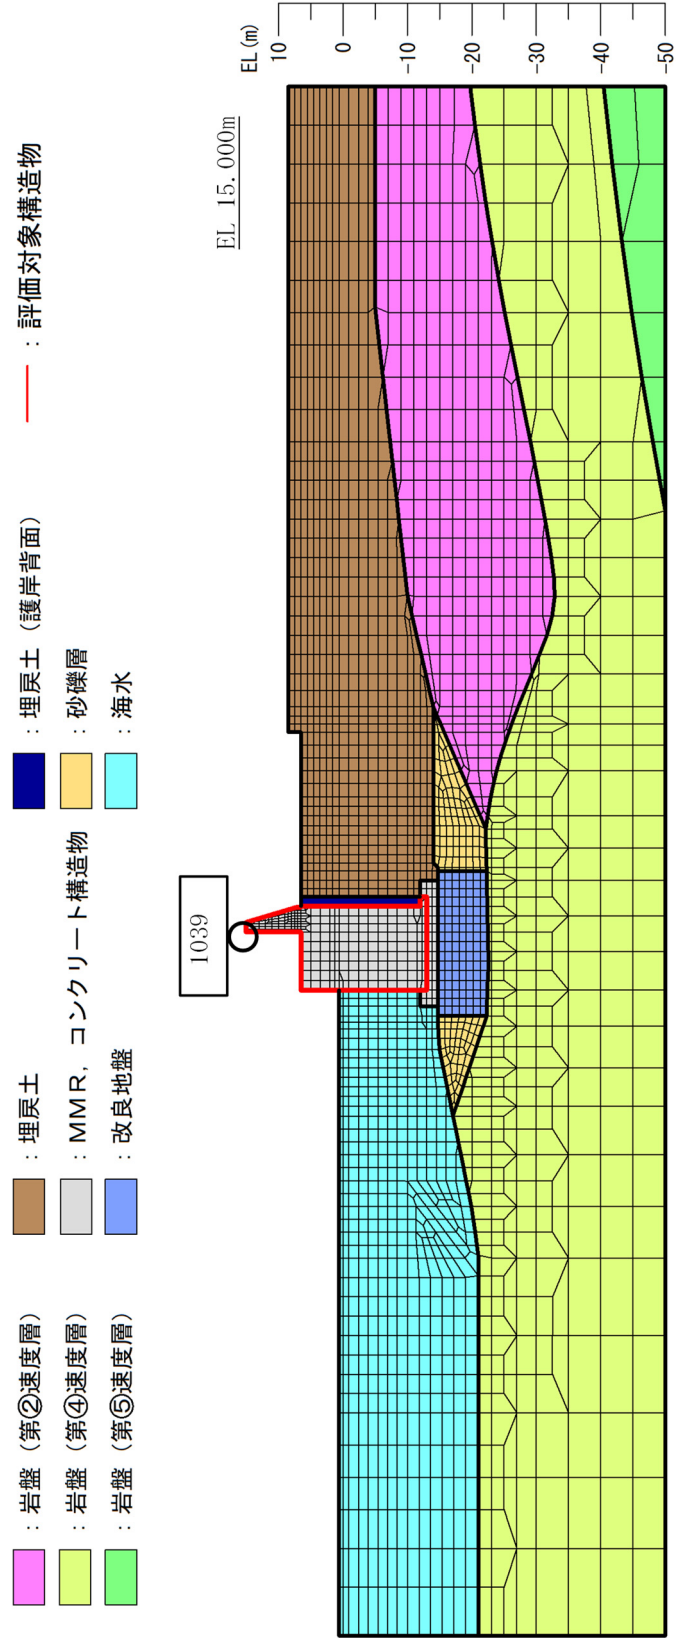 : 岩盤（第②速度層） : 埋戻土 : 埋戻土（護岸背面） : 評価対象構造物
: 岩盤（第④速度層） : MMR，コンクリート構造物 : 砂礫層
: 岩盤（第⑤速度層） : 改良地盤 : 海水
1039
EL 15.000m
EL(m)
10
0
-10
-20
-30
-40
-50